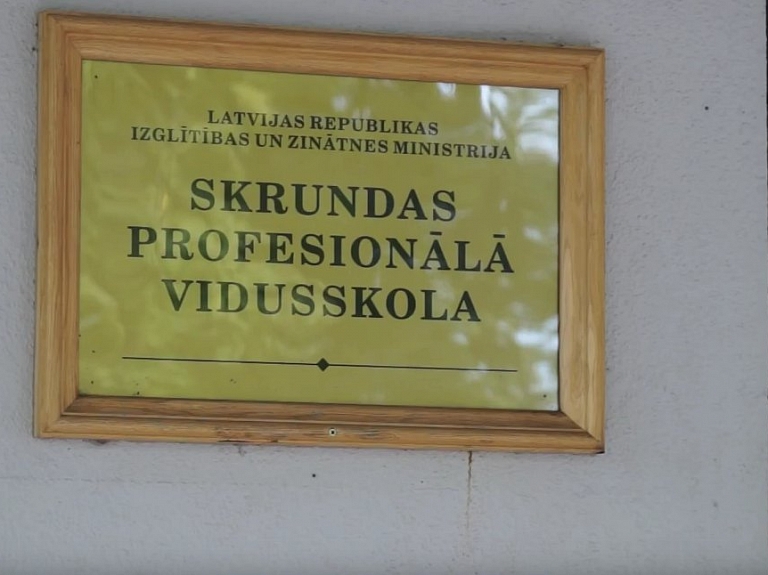 LATVIJAS REPUBLIKAS
IZGLĪTĪBAS UN ZINĀTNES MINISTRIJA
SKRUNDAS
PROFESIONĀLĀ
VIDUSSKOLA